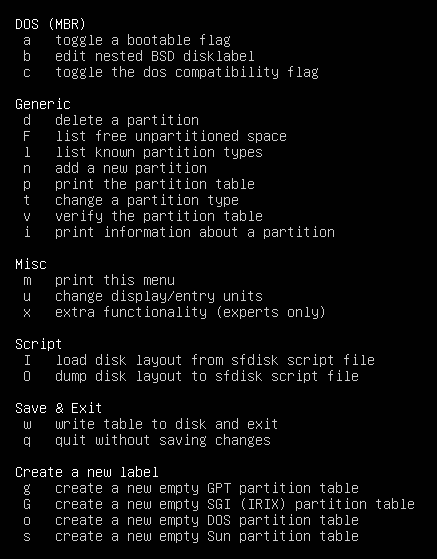 DOS (MBR)
a toggle a bootable flag
b edit nested BSD disklabel
c toggle the dos compatibility flag
Generic
d delete a partition
F list free unpartitioned space
l list known partition types
n add a new partition
p print the partition table
t change a partition type
v verify the partition table
i print information about a partition
Misc
m print this menu
u change display/entry units
x extra functionality (experts only)
Script
I load disk layout from sfdisk script file
O dump disk layout to sfdisk script file
Save & Exit
w write table to disk and exit
q quit without saving changes
Create a new label
g create a new empty GPT partition table
G create a new empty SGI (IRIX) partition table
o create a new empty DOS partition table
s create a new empty Sun partition table